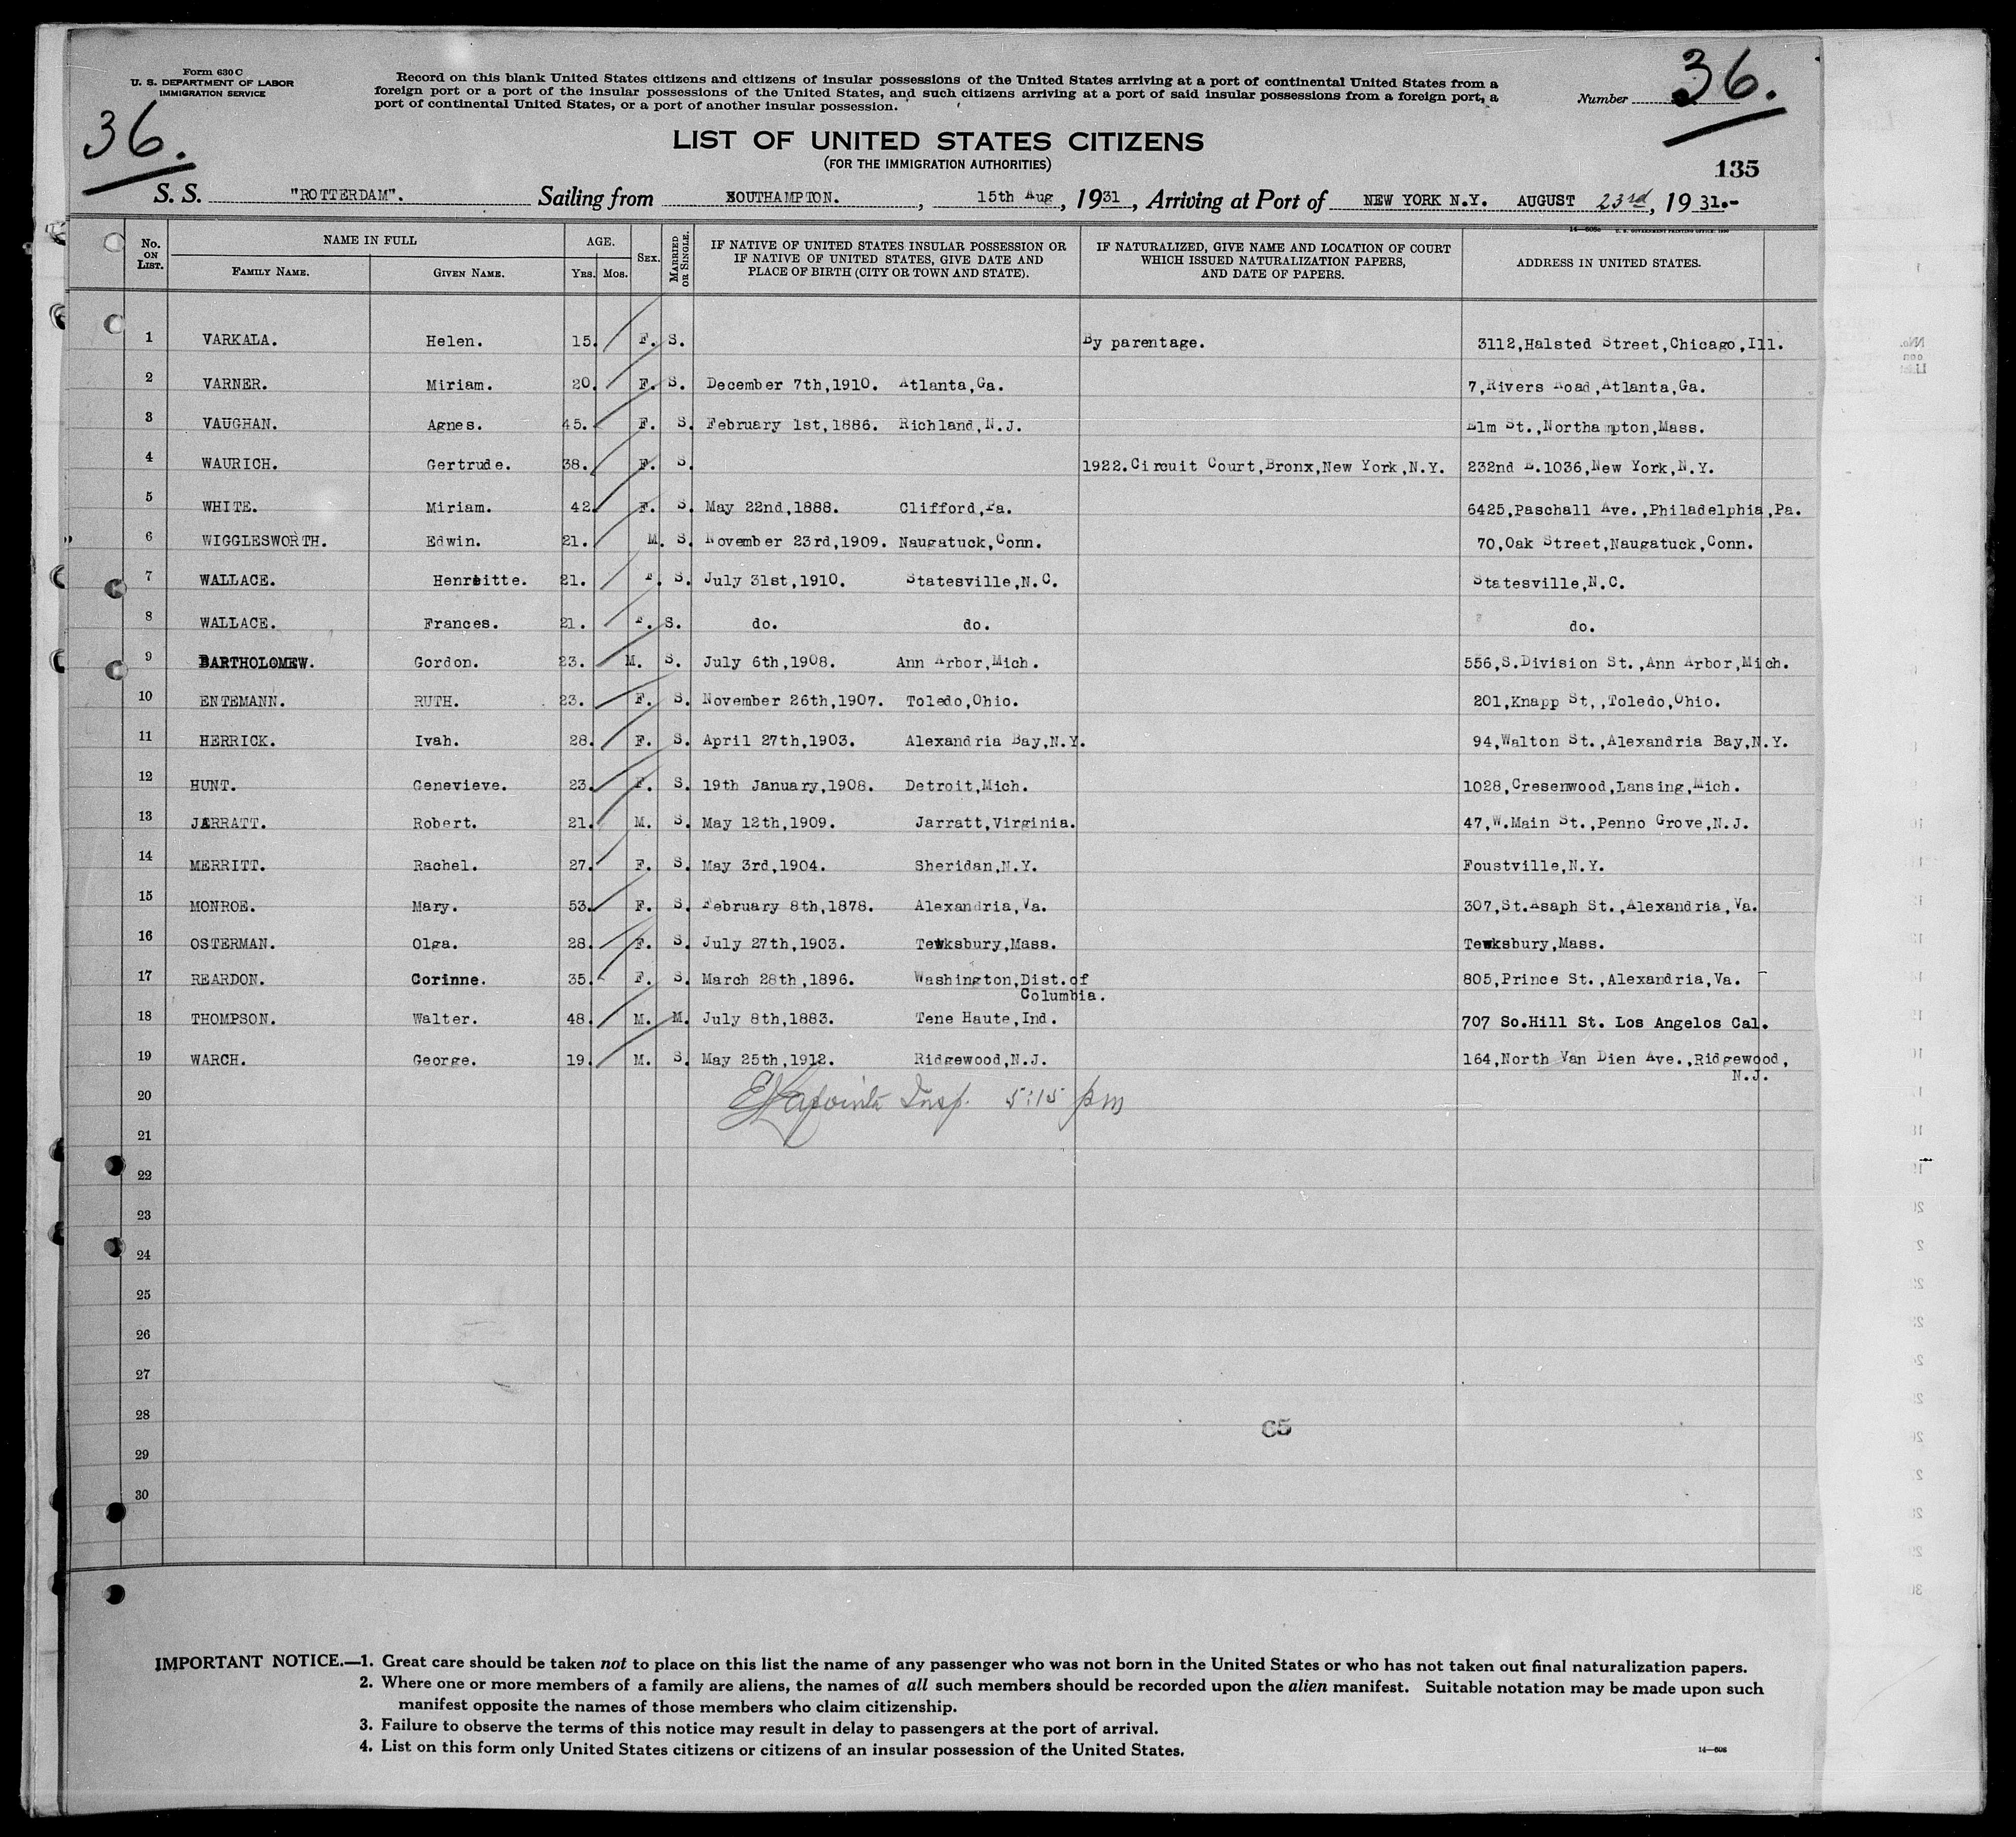 Form 630 C
U. S. DEPARTMENT OF LABOR
IMMIGRATION SERVICE
Record on this blank United States citizens and citizens of insular possessions of the United States arriving at a port of continental United States from a
foreign port or a port of the insular possessions of the United States, and such citizens arriving at a port of said insular possessions from a foreign port, a
port of continental United States, or a port of another insular possession.
Number 36.
36.
LIST OF UNITED STATES CITIZENS
(FOR THE IMMIGRATION AUTHORITIES)
135
S. S. "ROTTERDAM". Sailing from SOUTHAMPTON. , 15th Aug , 1931 , Arriving at Port of NEW YORK N.Y. AUGUST 23rd , 19 31.-
14-608a U. S. GOVERNMENT PRINTING OFFICE: 1930
No. ON LIST. NAME IN FULL AGE. SEX. MARRIED OR SINGLE. IF NATIVE OF UNITED STATES INSULAR POSSESSION OR IF NATIVE OF UNITED STATES, GIVE DATE AND PLACE OF BIRTH (CITY OR TOWN AND STATE). IF NATURALIZED, GIVE NAME AND LOCATION OF COURT WHICH ISSUED NATURALIZATION PAPERS, AND DATE OF PAPERS. ADDRESS IN UNITED STATES.
FAMILY NAME. GIVEN NAME. YRS. MOS.
1 VARKALA. Helen. 15. F. S. By parentage. 3112,Halsted Street,Chicago,Ill.
2 VARNER. Miriam. 20. F. S. December 7th,1910. Atlanta,Ga. 7,Rivers Road,Atlanta,Ga.
3 VAUGHAN. Agnes. 45. F. S. February 1st,1886. Richland,N.J. Elm St.,Northampton,Mass.
4 WAURICH. Gertrude. 38. F. S. 1922.Circuit Court,Bronx,New York,N.Y. 232nd E.1036,New York,N.Y.
5 WHITE. Miriam. 42. F. S. May 22nd,1888. Clifford,Pa. 6425,Paschall Ave.,Philadelphia,Pa.
6 WIGGLESWORTH. Edwin. 21. M. S. November 23rd,1909. Naugatuck,Conn. 70,Oak Street,Naugatuck,Conn.
7 WALLACE. Henreitte. 21. F. S. July 31st,1910. Statesville,N.C. Statesville,N.C.
8 WALLACE. Frances. 21. F. S. do. do. do.
9 BARTHOLOMEW. Gordon. 23. M. S. July 6th,1908. Ann Arbor,Mich. 556,S.Division St.,Ann Arbor,Mich.
10 ENTEMANN. RUTH. 23. F. S. November 26th,1907. Toledo,Ohio. 201,Knapp St,,Toledo,Ohio.
11 HERRICK. Ivah. 28. F. S. April 27th,1903. Alexandria Bay,N.Y. 94,Walton St.,Alexandria Bay,N.Y.
12 HUNT. Genevieve. 23. F. S. 19th January,1908. Detroit,Mich. 1028,Cresenwood,Lansing,Mich.
13 JARRATT. Robert. 21. M. S. May 12th,1909. Jarratt,Virginia. 47,W.Main St.,Penno Grove,N.J.
14 MERRITT. Rachel. 27. F. S. May 3rd,1904. Sheridan,N.Y. Foustville,N.Y.
15 MONROE. Mary. 53. F. S. February 8th,1878. Alexandria,Va. 307,St.Asaph St.,Alexandria,Va.
16 OSTERMAN. Olga. 28. F. S. July 27th,1903. Tewksbury,Mass. Tewksbury,Mass.
17 REARDON. Corinne. 35. F. S. March 28th,1896. Washington,Dist.of 805,Prince St.,Alexandria,Va.
Columbia.
18 THOMPSON. Walter. 48. M. M. July 8th,1883. Tene Haute,Ind. 707 So.Hill St. Los Angelos Cal.
19 WARCH. George. 19. M. S. May 25th,1912. Ridgewood,N.J. 164,North Van Dien Ave.,Ridgewood,
N.J.
20 Lapointe Insp. 5:15 pm
21
22
23
24
25
26
27
28
65
29
30
IMPORTANT NOTICE.—1. Great care should be taken not to place on this list the name of any passenger who was not born in the United States or who has not taken out final naturalization papers.
2. Where one or more members of a family are aliens, the names of all such members should be recorded upon the alien manifest. Suitable notation may be made upon such
manifest opposite the names of those members who claim citizenship.
3. Failure to observe the terms of this notice may result in delay to passengers at the port of arrival.
4. List on this form only United States citizens or citizens of an insular possession of the United States.
14—608